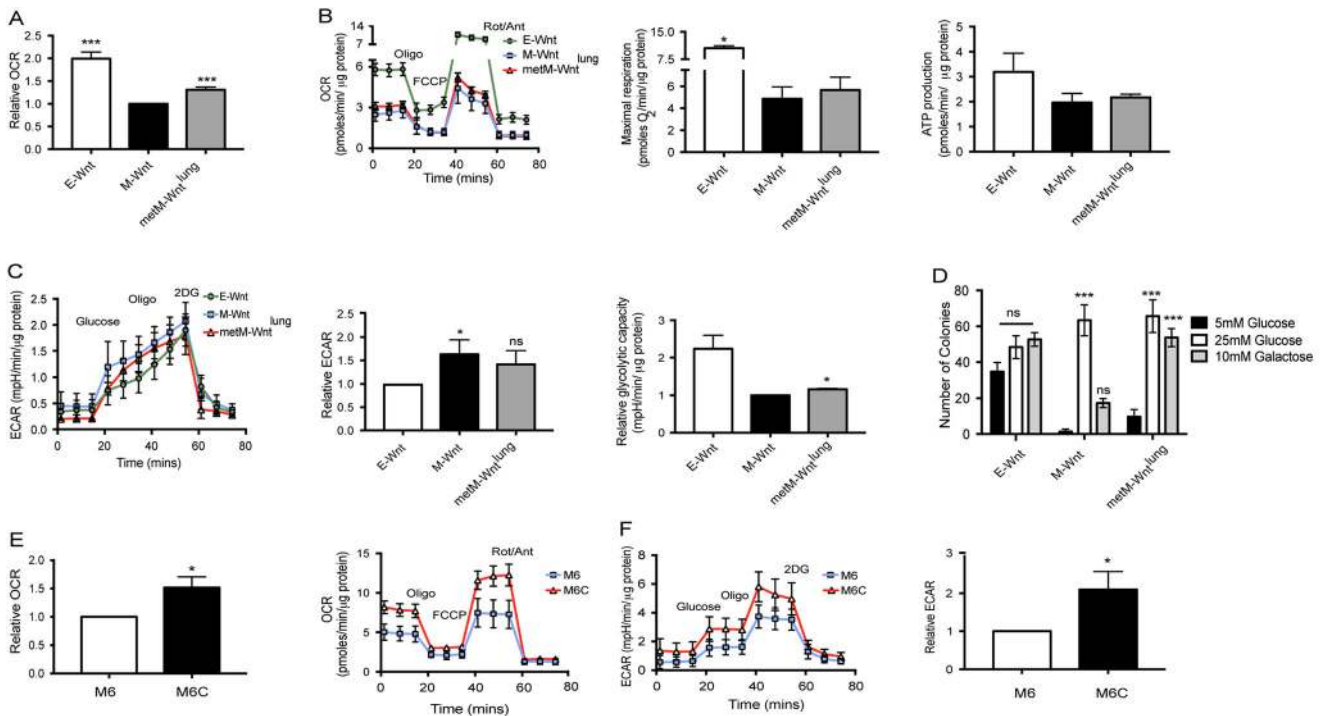 A
Relative OCR
2.5
2.0
1.5
1.0
0.5
0.0
***
***
E-Wnt
M-Wnt
metM-Wnt lung
B
OCR
(pmoles/min/ μg protein)
14
7
6
3
0
Oligo
FCCP
Rot/Ant
E-Wnt
M-Wnt
metM-Wnt lung
0 20 40 60 80
Time (mins)
Maximal respiration
(pmoles O2/min/μg protein)
15.0
7.5
6
4
2
0
*
E-Wnt
M-Wnt
metM-Wnt lung
ATP production
(pmoles/min/ μg protein)
5
4
3
2
1
0
E-Wnt
M-Wnt
metM-Wnt lung
C
ECAR (mpH/min/μg protein)
2.5
2.0
1.5
1.0
0.5
0.0
Glucose
Oligo
2DG
E-Wnt
M-Wnt
metM-Wnt lung
0 20 40 60 80
Time (mins)
Relative ECAR
2.5
2.0
1.5
1.0
0.5
0.0
*
ns
E-Wnt
M-Wnt
metM-Wnt lung
Relative glycolytic capacity
(mpH/min/ μg protein)
3
2
1
0
*
E-Wnt
M-Wnt
metM-Wnt lung
D
Number of Colonies
80
60
40
20
0
ns
***
ns
***
***
5mM Glucose
25mM Glucose
10mM Galactose
E-Wnt
M-Wnt
metM-Wnt lung
E
Relative OCR
2.0
1.5
1.0
0.5
0.0
*
M6
M6C
OCR
(pmoles/min/μg protein)
15
10
5
0
Oligo
FCCP
Rot/Ant
M6
M6C
0 20 40 60 80
Time (mins)
F
ECAR (mpH/min/μg protein)
8
6
4
2
0
Glucose
Oligo
2DG
M6
M6C
0 20 40 60 80
Time (mins)
Relative ECAR
3
2
1
0
*
M6
M6C